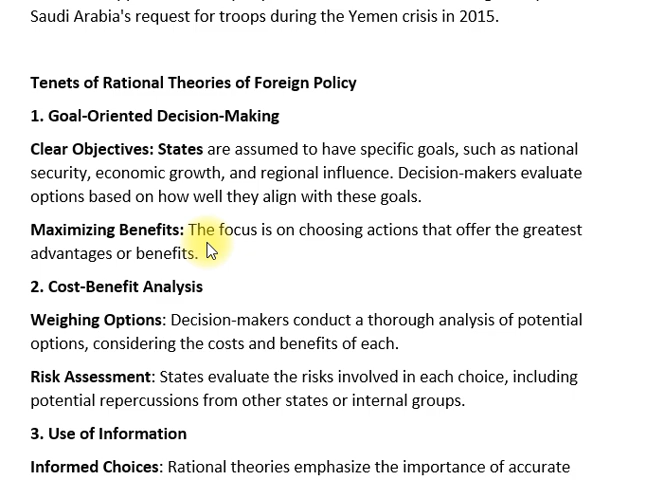 Saudi Arabia's request for troops during the Yemen crisis in 2015.
Tenets of Rational Theories of Foreign Policy
1. Goal-Oriented Decision-Making
Clear Objectives: States are assumed to have specific goals, such as national
security, economic growth, and regional influence. Decision-makers evaluate
options based on how well they align with these goals.
Maximizing Benefits: The focus is on choosing actions that offer the greatest
advantages or benefits.
2. Cost-Benefit Analysis
Weighing Options: Decision-makers conduct a thorough analysis of potential
options, considering the costs and benefits of each.
Risk Assessment: States evaluate the risks involved in each choice, including
potential repercussions from other states or internal groups.
3. Use of Information
Informed Choices: Rational theories emphasize the importance of accurate